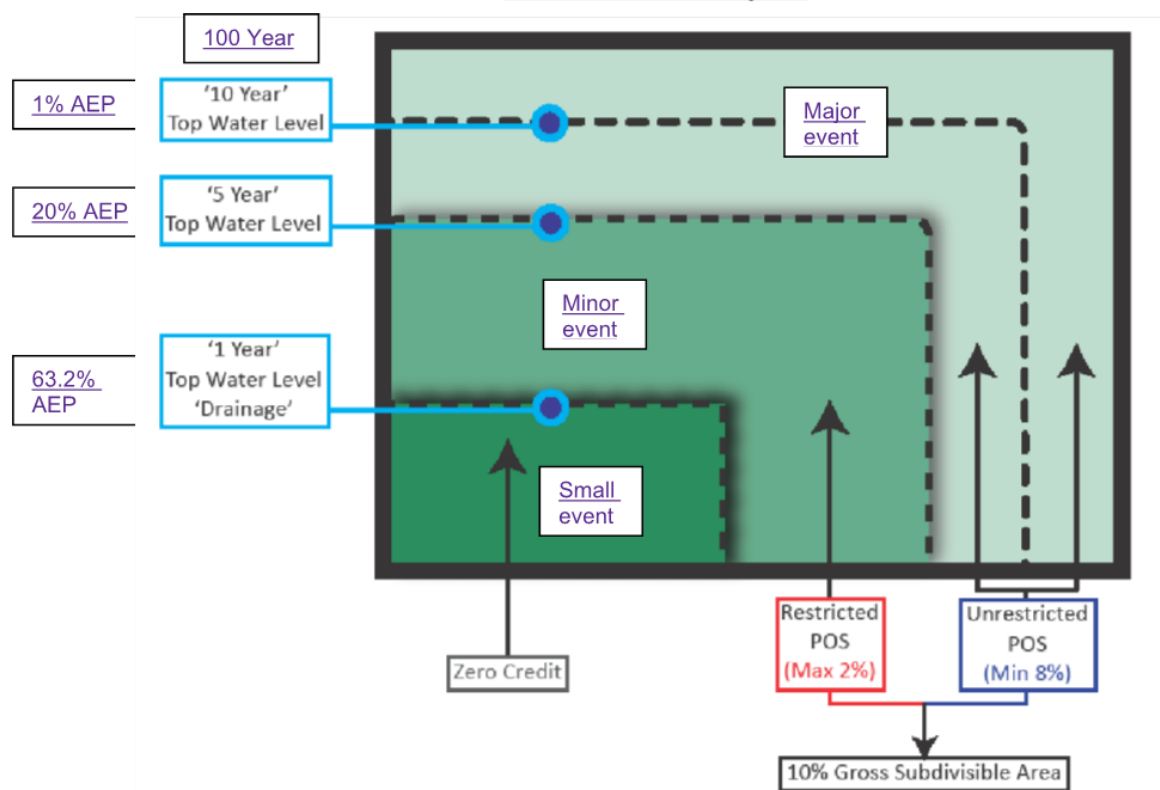 100 Year
1% AEP
'10 Year'
Top Water Level
Major
event
20% AEP
'5 Year'
Top Water Level
Minor
event
63.2%
AEP
'1 Year'
Top Water Level
'Drainage'
Small
event
Zero Credit
Restricted
POS
(Max 2%)
Unrestricted
POS
(Min 8%)
10% Gross Subdivisible Area